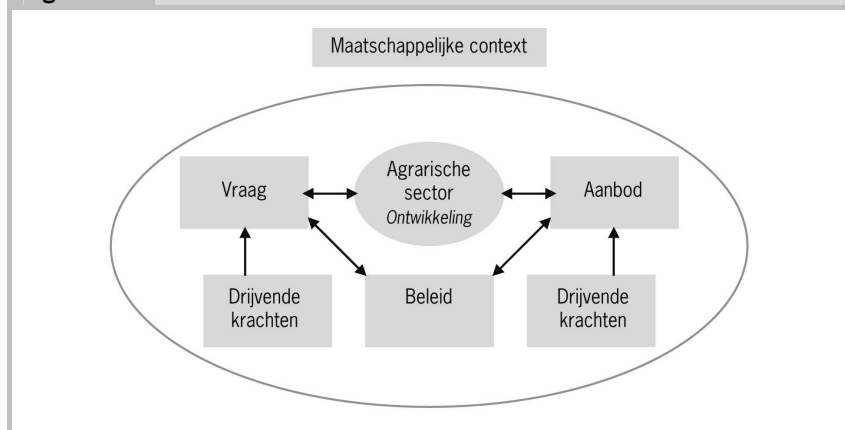 Maatschappelijke context
Vraag
Agrarische
sector
Ontwikkeling
Aanbod
Drijvende
krachten
Beleid
Drijvende
krachten